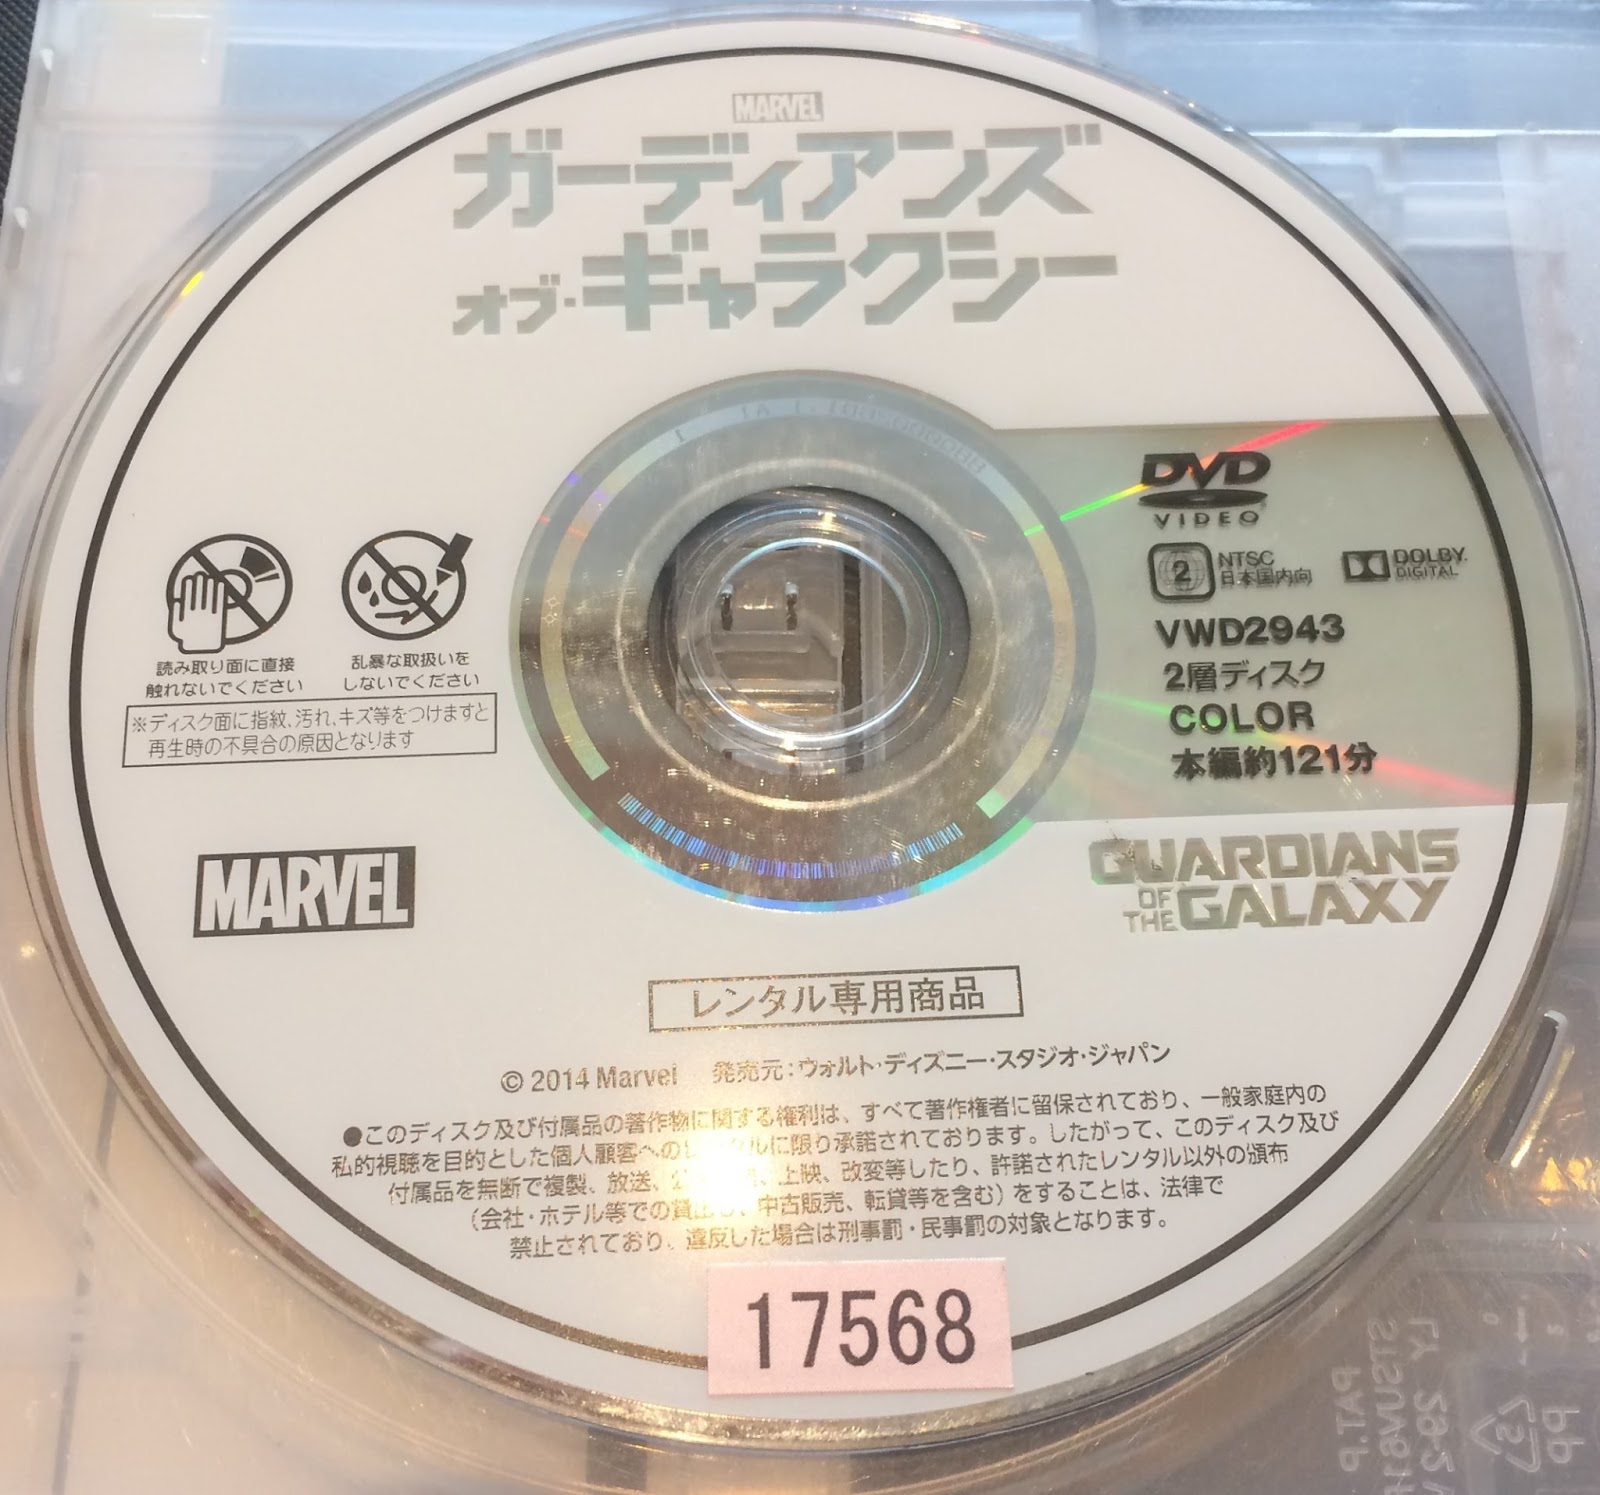 MARVEL
ガーディアンズ
オブ・ギャラクシー
DVD
VIDEO
2 NTSC
日本国内向
DOLBY
DIGITAL
VWD2943
2層ディスク
COLOR
本編約121分
読み取り面に直接
触れないでください
乱暴な取扱いを
しないでください
※ディスク面に指紋、汚れ、キズ等をつけますと
再生時の不具合の原因となります
MARVEL
GUARDIANS
OF
THE GALAXY
レンタル専用商品
© 2014 Marvel 発売元:ウォルト・ディズニー・スタジオ・ジャパン
●このディスク及び付属品の著作物に関する権利は、すべて著作権者に留保されており、一般家庭内の
私的視聴を目的とした個人顧客へのレンタルに限り承諾されております。したがって、このディスク及び
付属品を無断で複製、放送、上映、改変等したり、許諾されたレンタル以外の頒布
(会社・ホテル等での貸出し、中古販売、転貸等を含む)をすることは、法律で
禁止されており、違反した場合は刑事罰・民事罰の対象となります。
17568